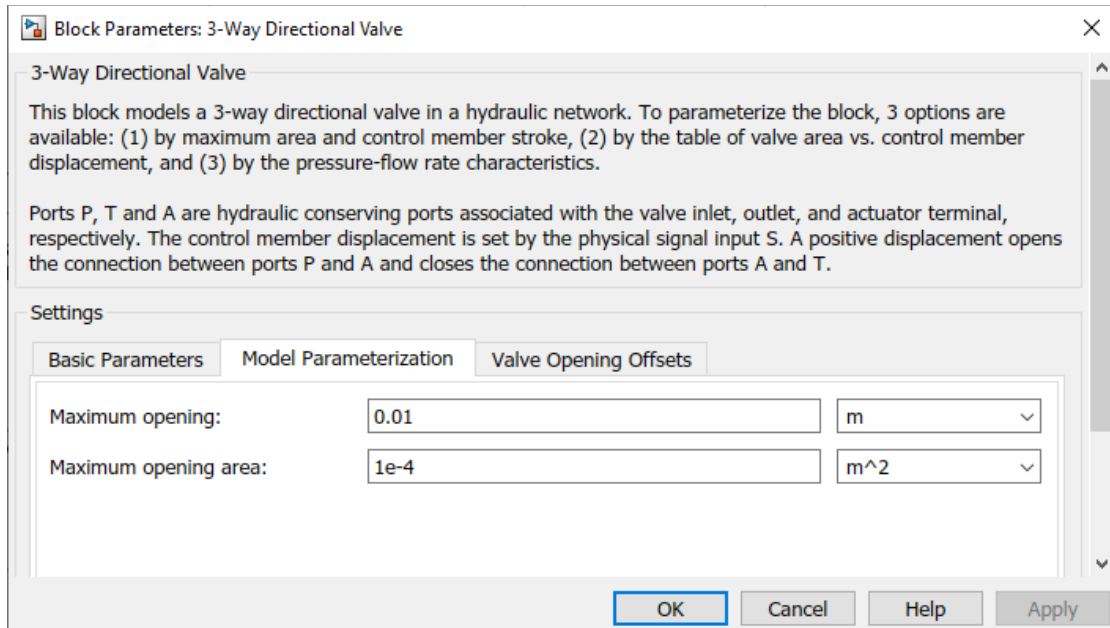 Block Parameters: 3-Way Directional Valve
3-Way Directional Valve
This block models a 3-way directional valve in a hydraulic network. To parameterize the block, 3 options are
available: (1) by maximum area and control member stroke, (2) by the table of valve area vs. control member
displacement, and (3) by the pressure-flow rate characteristics.
Ports P, T and A are hydraulic conserving ports associated with the valve inlet, outlet, and actuator terminal,
respectively. The control member displacement is set by the physical signal input S. A positive displacement opens
the connection between ports P and A and closes the connection between ports A and T.
Settings
Basic Parameters Model Parameterization Valve Opening Offsets
Maximum opening: 0.01 m
Maximum opening area: 1e-4 m^2
OK Cancel Help Apply